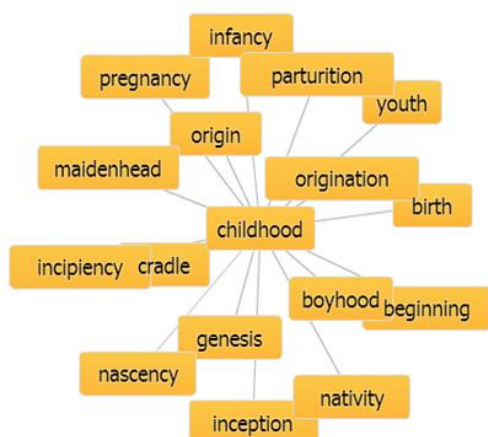 infancy
pregnancy
parturition
youth
origin
maidenhead
origination
birth
childhood
incipiency
cradle
boyhood
beginning
genesis
nascency
nativity
inception